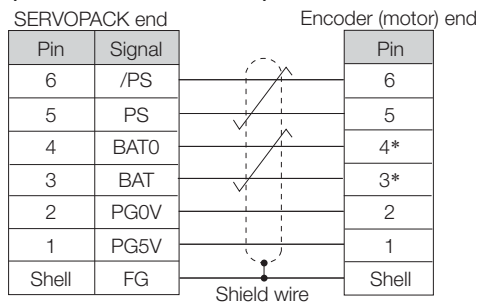 SERVOPACK end Encoder (motor) end
Pin Signal Pin
6 /PS 6
5 PS 5
4 BAT0 4*
3 BAT 3*
2 PG0V 2
1 PG5V 1
Shell FG Shell
Shield wire